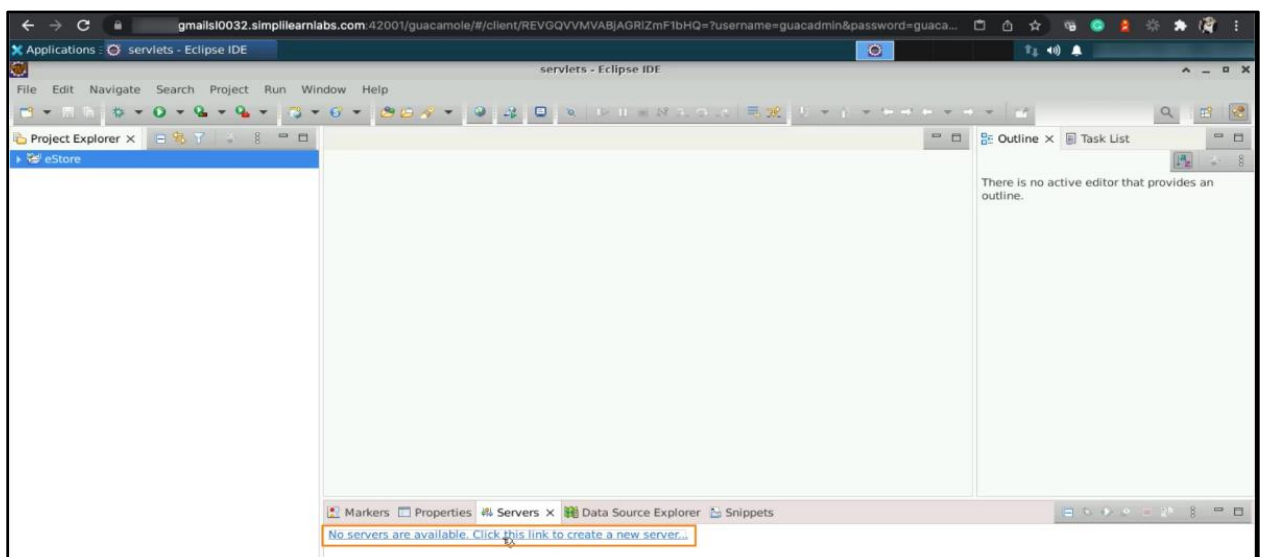 gmailsl0032.simplilearnlabs.com:42001/guacamole/#/client/REVGQVVMVABjAGRlZmF1bHQ=?username=guacadmin&password=guaca...
Applications : servlets - Eclipse IDE
servlets - Eclipse IDE
File Edit Navigate Search Project Run Window Help
Project Explorer
Outline Task List
eStore
There is no active editor that provides an
outline.
Markers Properties Servers Data Source Explorer Snippets
No servers are available. Click this link to create a new server...